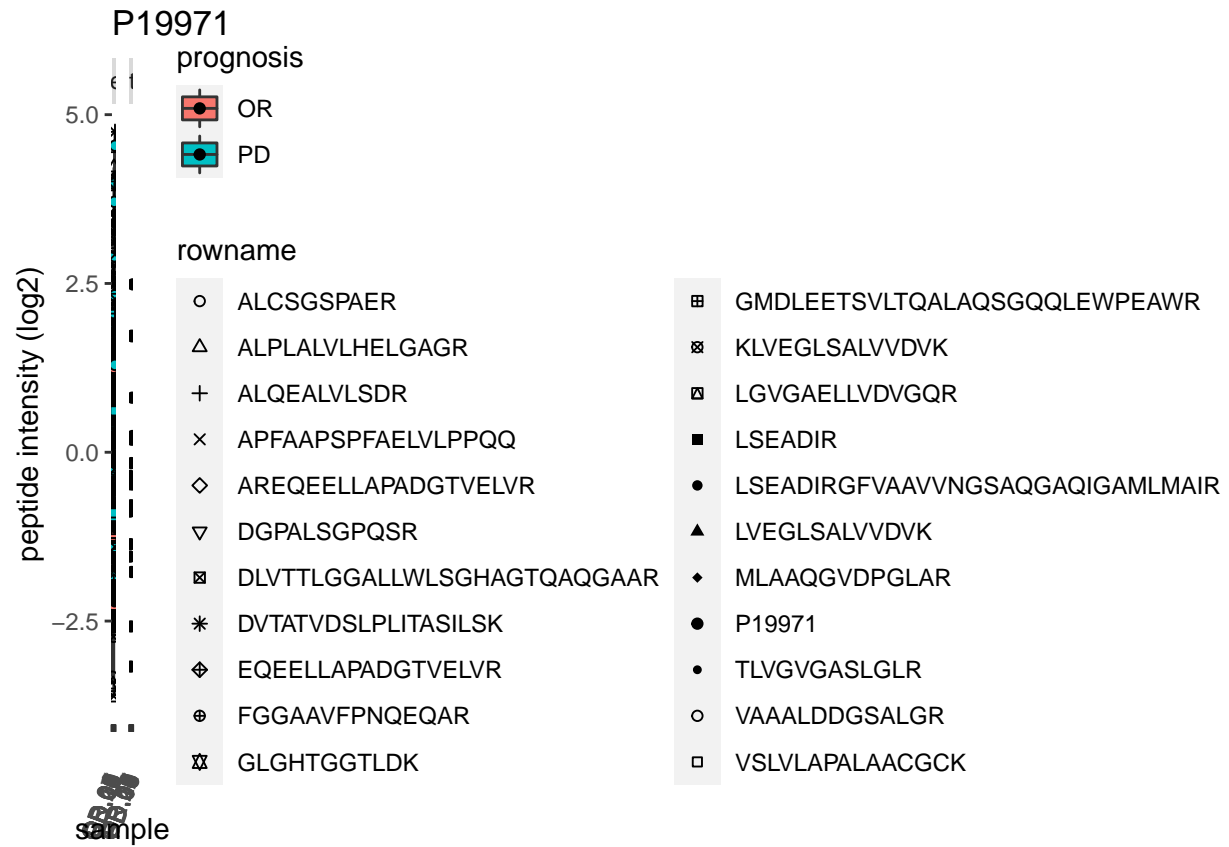 P19971
prognosis
OR
PD
5.0
2.5
0.0
−2.5
peptide intensity (log2)
sample
rowname
ALCSGSPAER
ALPLALVLHELGAGR
ALQEALVLSDR
APFAAPSPFAELVLPPQQ
AREQEELLAPADGTVELVR
DGPALSGPQSR
DLVTTLGGALLWLSGHAGTQAQGAAR
DVTATVDSLPLITASILSK
EQEELLAPADGTVELVR
FGGAAVFPNQEQAR
GLGHTGGTLDK
GMDLEETSVLTQALAQSGQQLEWPEAWR
KLVEGLSALVVDVK
LGVGAELLVDVGQR
LSEADIR
LSEADIRGFVAAVVNGSAQGAQIGAMLMAIR
LVEGLSALVVDVK
MLAAQGVDPGLAR
P19971
TLVGVGASLGLR
VAAALDDGSALGR
VSLVLAPALAACGCK